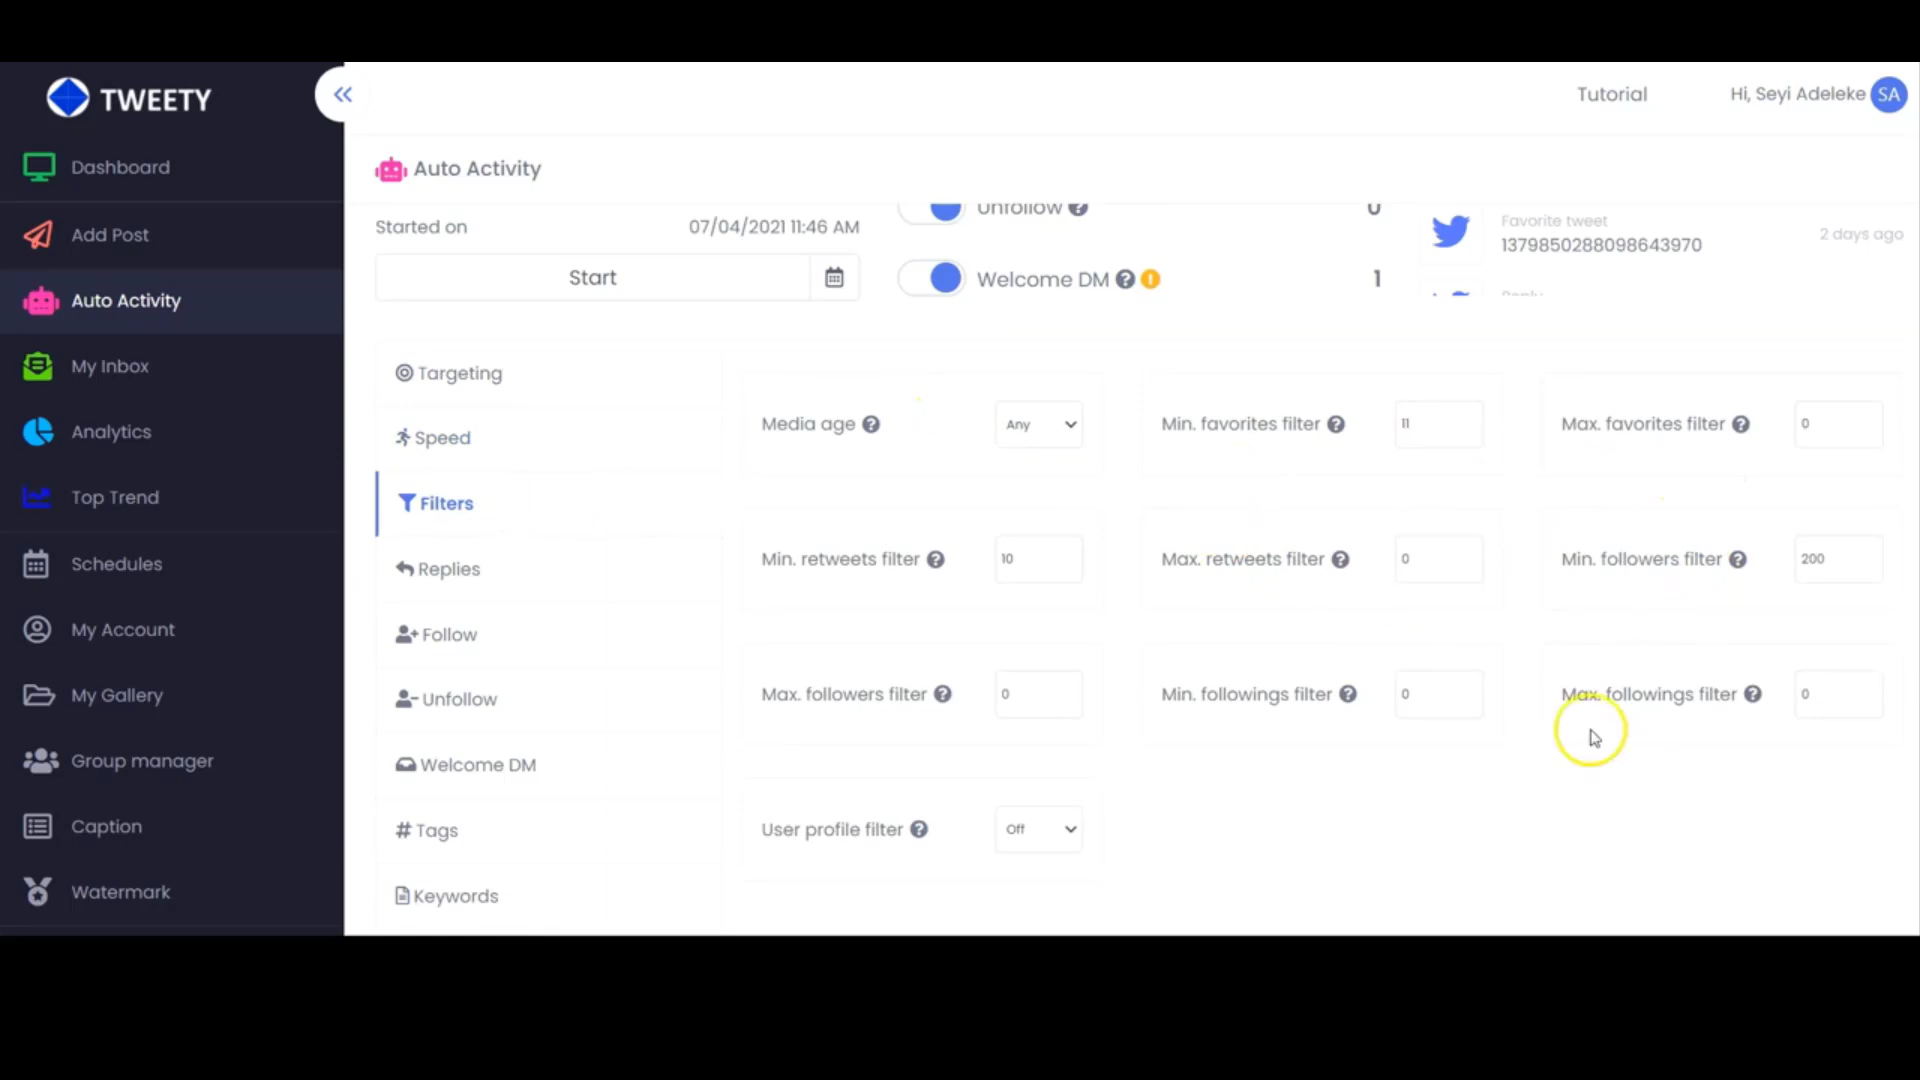 TWEETY
Tutorial
Hi, Seyi Adeleke SA
Dashboard
Add Post
Auto Activity
My Inbox
Analytics
Top Trend
Schedules
My Account
My Gallery
Group manager
Caption
Watermark
Auto Activity
Started on 07/04/2021 11:46 AM
Start
Unfollow ? 0
Welcome DM ? ! 1
Favorite tweet
1379850288098643970
2 days ago
Reply
Targeting
Speed
Filters
Replies
Follow
Unfollow
Welcome DM
# Tags
Keywords
Media age ? Any
Min. favorites filter ? 11
Max. favorites filter ? 0
Min. retweets filter ? 10
Max. retweets filter ? 0
Min. followers filter ? 200
Max. followers filter ? 0
Min. followings filter ? 0
Max. followings filter ? 0
User profile filter ? Off